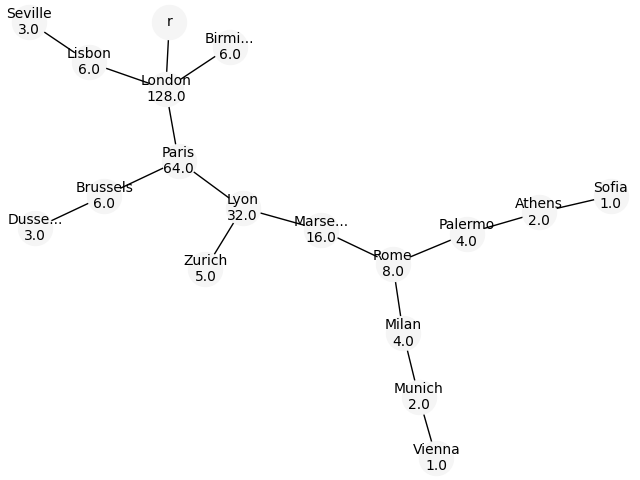 Seville
3.0
r
Birmi...
6.0
Lisbon
6.0
London
128.0
Paris
64.0
Brussels
6.0
Dusse...
3.0
Lyon
32.0
Zurich
5.0
Marse...
16.0
Rome
8.0
Palermo
4.0
Athens
2.0
Sofia
1.0
Milan
4.0
Munich
2.0
Vienna
1.0